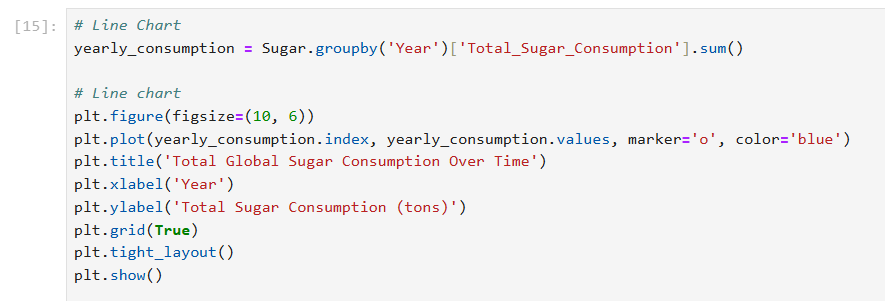 [15]:
# Line Chart
yearly_consumption = Sugar.groupby('Year')['Total_Sugar_Consumption'].sum()
# Line chart
plt.figure(figsize=(10, 6))
plt.plot(yearly_consumption.index, yearly_consumption.values, marker='o', color='blue')
plt.title('Total Global Sugar Consumption Over Time')
plt.xlabel('Year')
plt.ylabel('Total Sugar Consumption (tons)')
plt.grid(True)
plt.tight_layout()
plt.show()